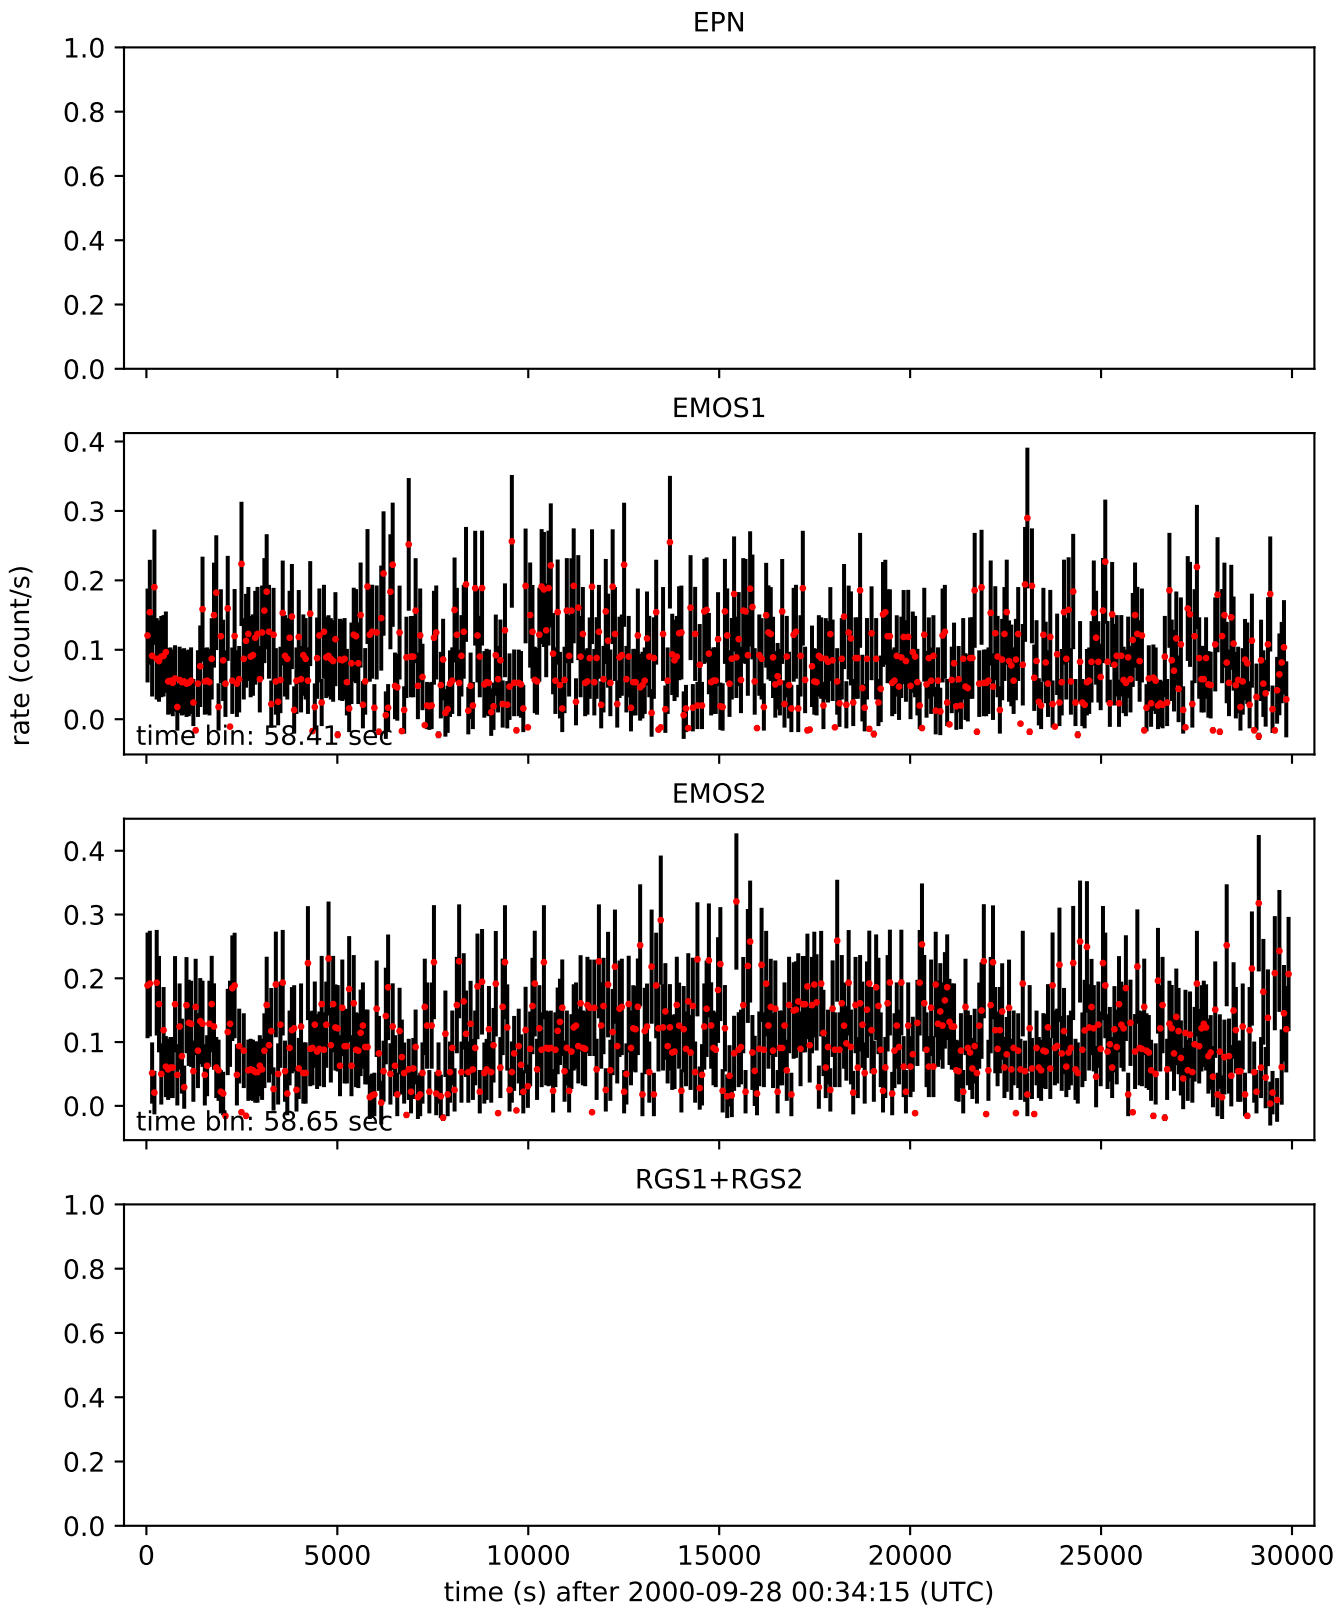 EPN
1.0
0.8
0.6
0.4
0.2
0.0
EMOS1
0.4
0.3
0.2
0.1
0.0
rate (count/s)
time bin: 58.41 sec
EMOS2
0.4
0.3
0.2
0.1
0.0
time bin: 58.65 sec
RGS1+RGS2
1.0
0.8
0.6
0.4
0.2
0.0
0 5000 10000 15000 20000 25000 30000
time (s) after 2000-09-28 00:34:15 (UTC)